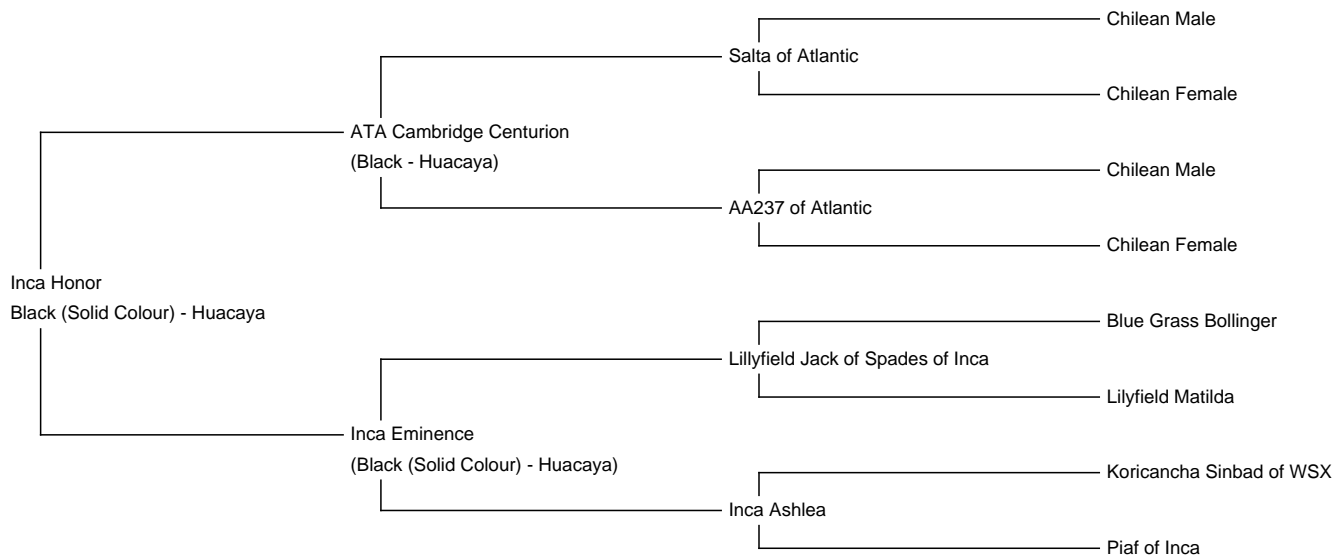 Chilean Male
Salta of Atlantic
Chilean Female
ATA Cambridge Centurion
(Black - Huacaya)
Chilean Male
AA237 of Atlantic
Chilean Female
Inca Honor
Black (Solid Colour) - Huacaya
Blue Grass Bollinger
Lillyfield Jack of Spades of Inca
Lilyfield Matilda
Inca Eminence
(Black (Solid Colour) - Huacaya)
Koricancha Sinbad of WSX
Inca Ashlea
Piaf of Inca